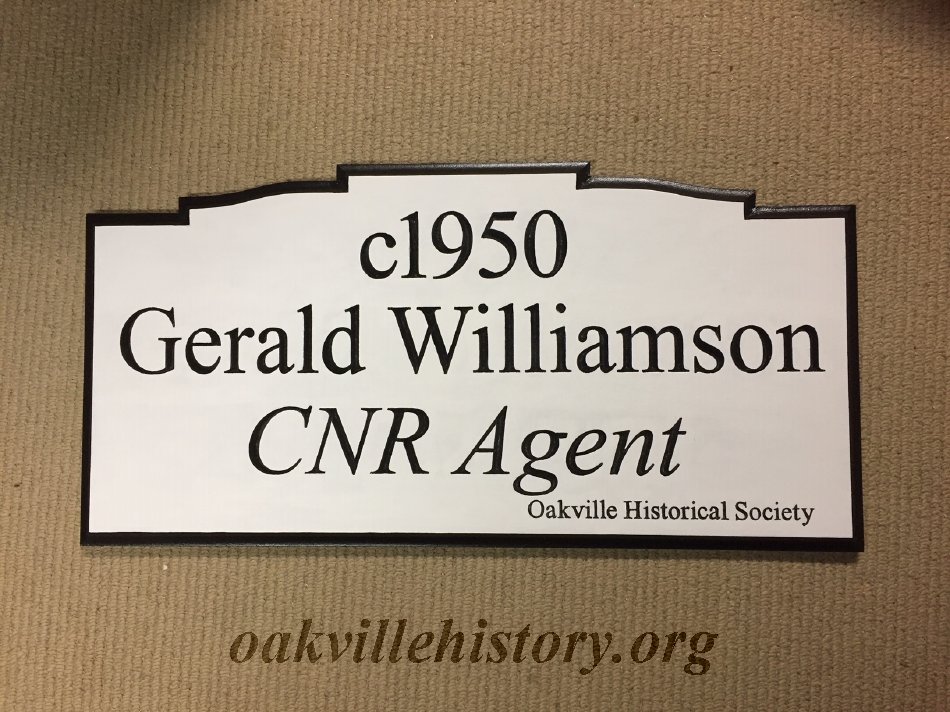 c1950
Gerald Williamson
CNR Agent
Oakville Historical Society
oakvillehistory.org